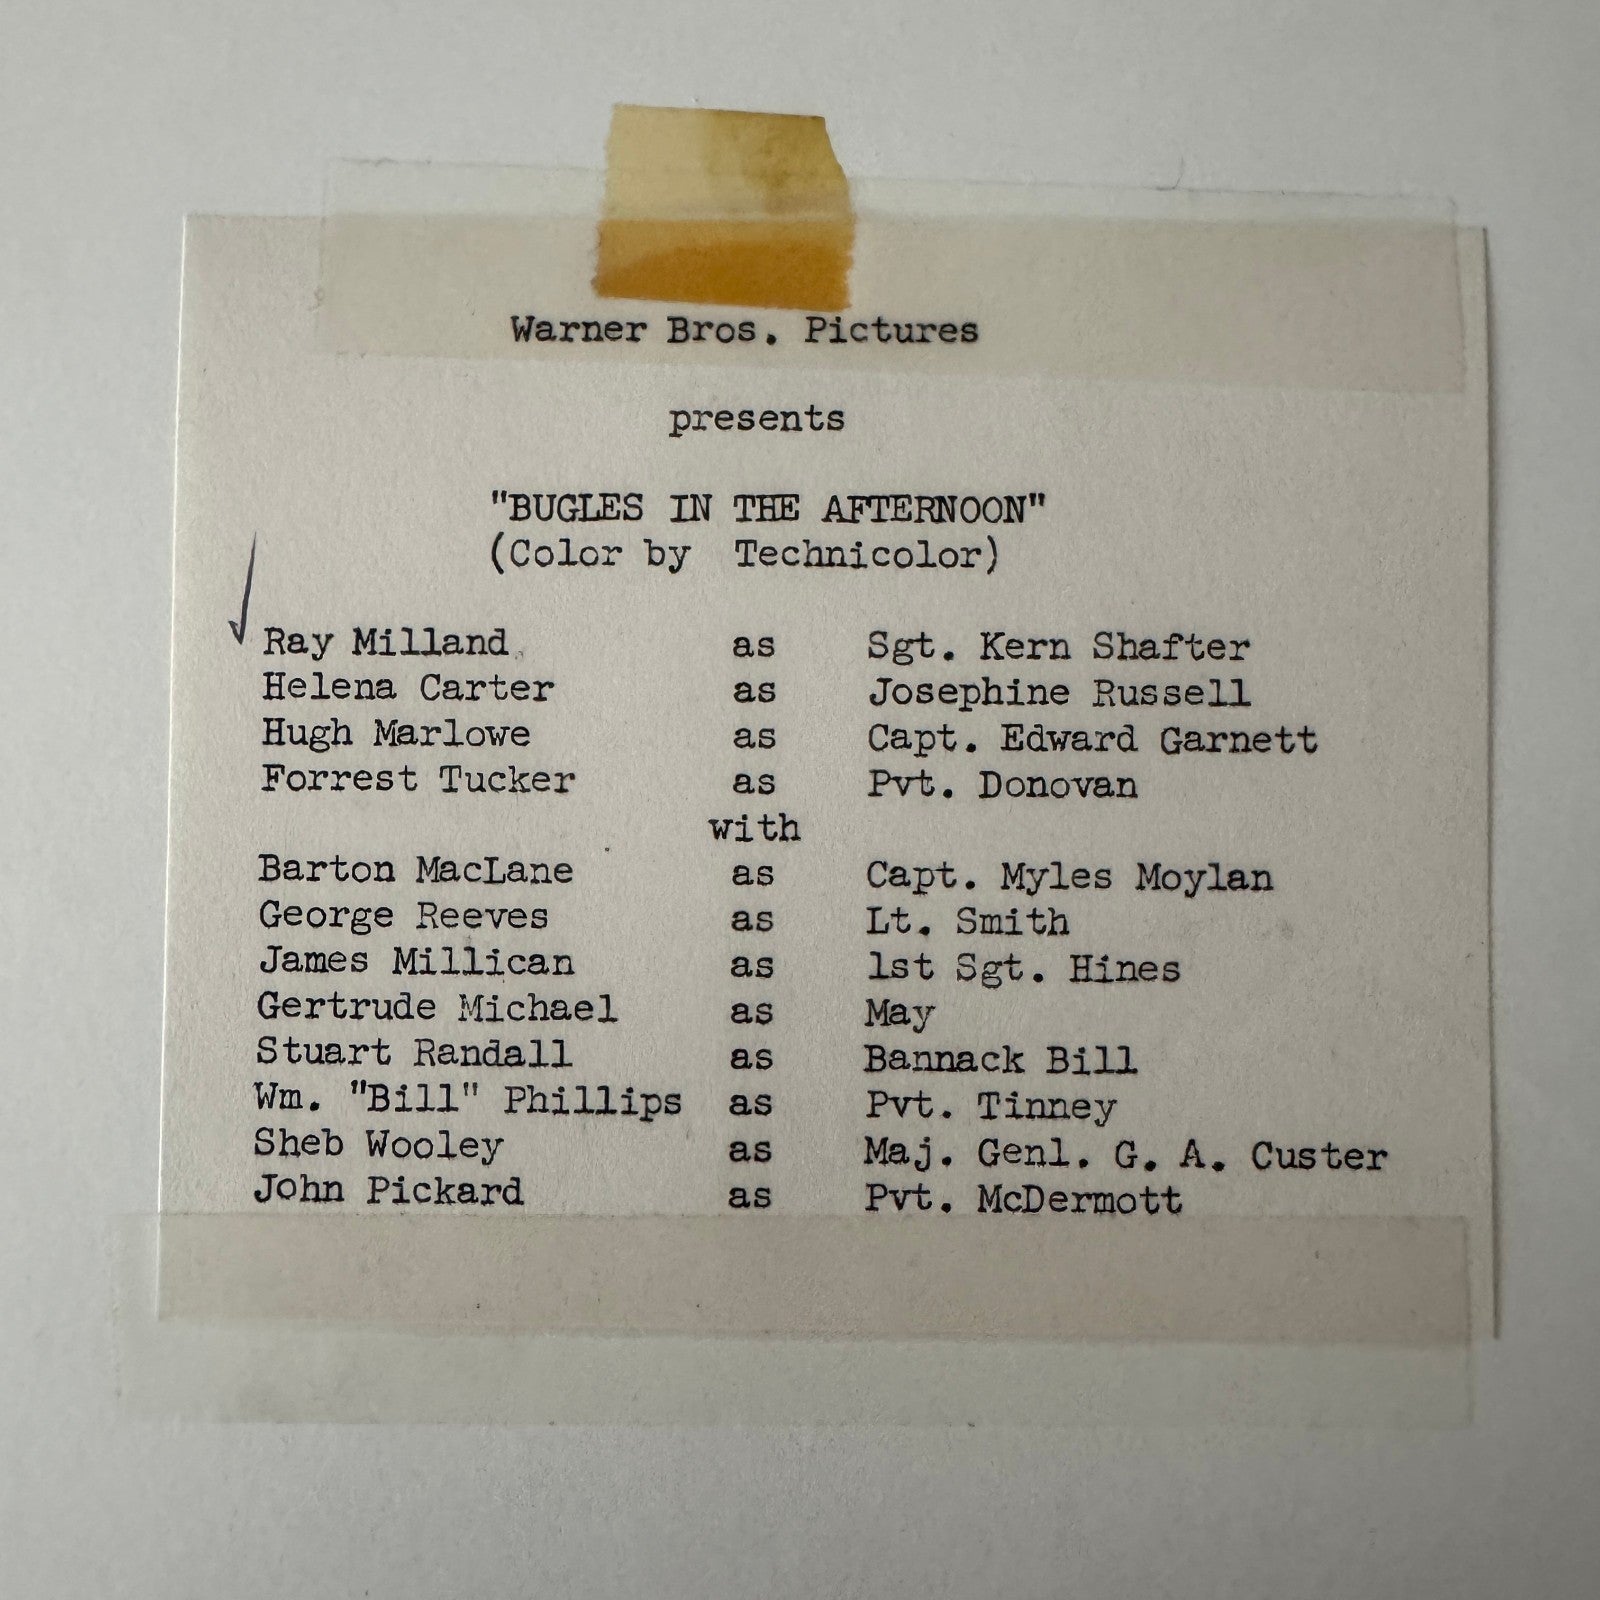 Warner Bros. Pictures
presents
"BUGLES IN THE AFTERNOON"
(Color by Technicolor)
Ray Milland as Sgt. Kern Shafter
Helena Carter as Josephine Russell
Hugh Marlowe as Capt. Edward Garnett
Forrest Tucker as Pvt. Donovan
with
Barton MacLane as Capt. Myles Moylan
George Reeves as Lt. Smith
James Millican as 1st Sgt. Hines
Gertrude Michael as May
Stuart Randall as Bannack Bill
Wm. "Bill" Phillips as Pvt. Tinney
Sheb Wooley as Maj. Genl. G. A. Custer
John Pickard as Pvt. McDermott